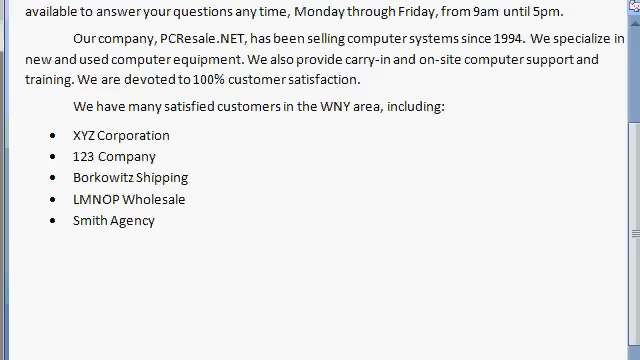 available to answer your questions any time, Monday through Friday, from 9am until 5pm.
Our company, PCResale.NET, has been selling computer systems since 1994. We specialize in
new and used computer equipment. We also provide carry-in and on-site computer support and
training. We are devoted to 100% customer satisfaction.
We have many satisfied customers in the WNY area, including:
• XYZ Corporation
• 123 Company
• Borkowitz Shipping
• LMNOP Wholesale
• Smith Agency